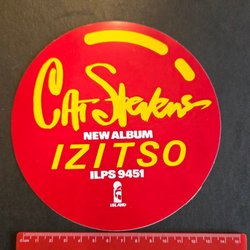 Cat Stevens
NEW ALBUM
IZITSO
ILPS 9451
ISLAND